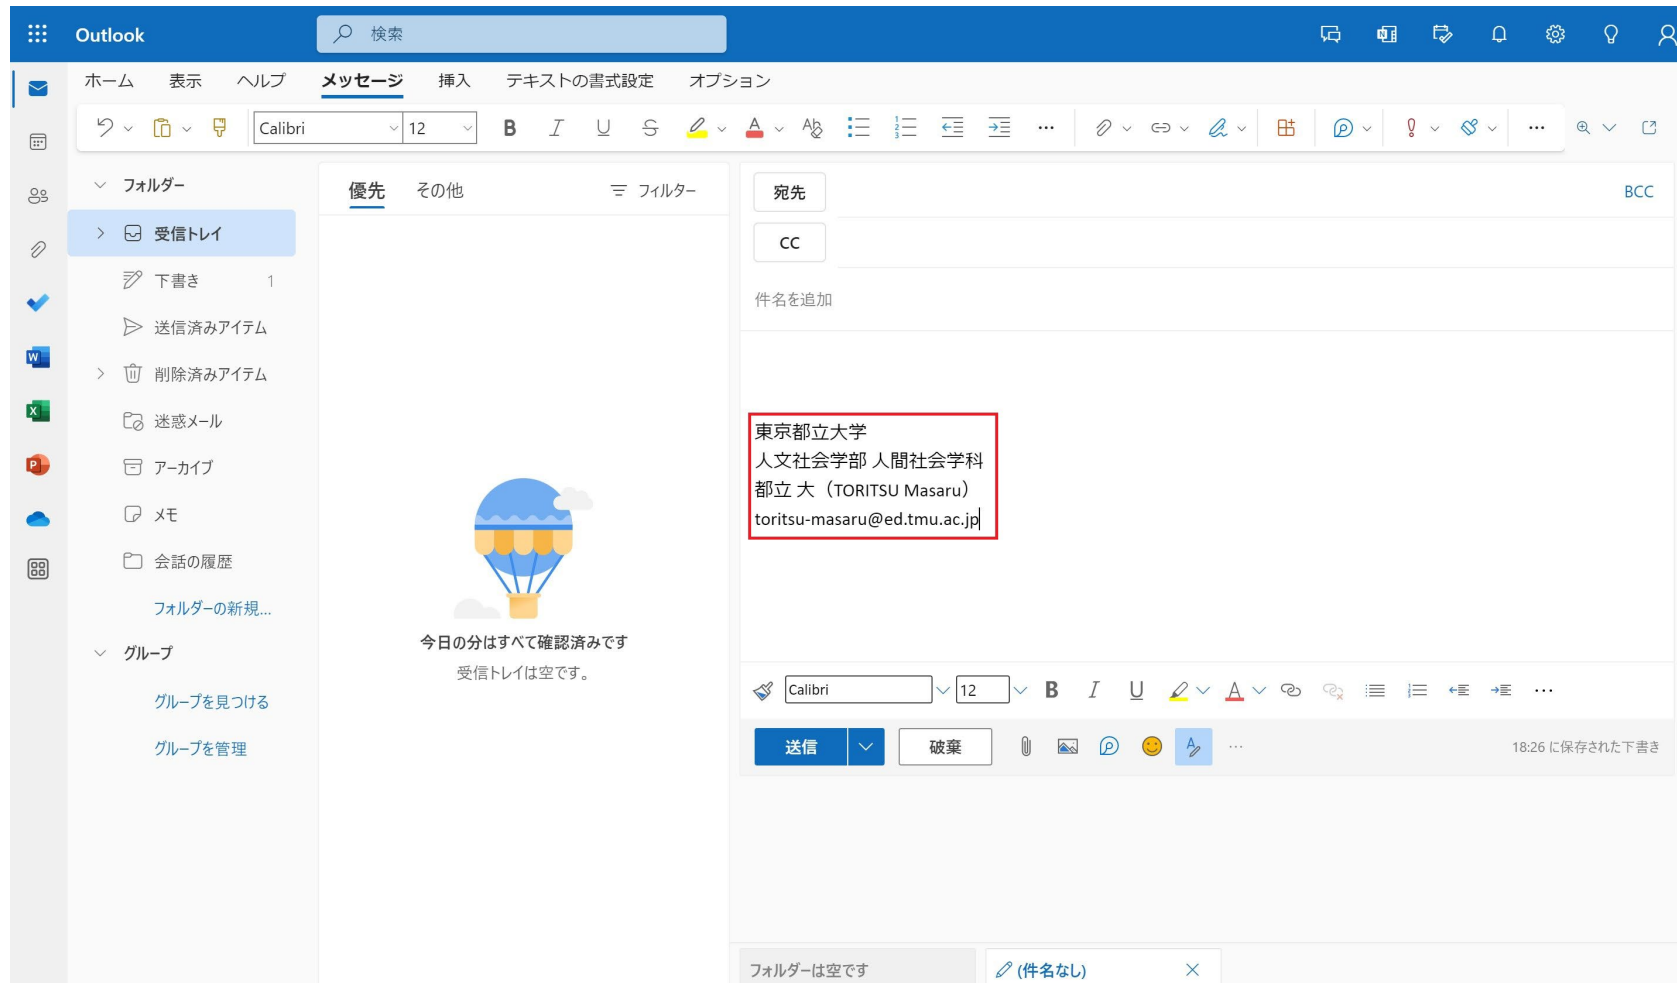 Outlook
検索
ホーム 表示 ヘルプ メッセージ 挿入 テキストの書式設定 オプション
Calibri 12 B I U S
フォルダー
受信トレイ
下書き 1
送信済みアイテム
削除済みアイテム
迷惑メール
アーカイブ
メモ
会話の履歴
フォルダーの新規...
グループ
グループを見つける
グループを管理
優先 その他 フィルター
今日の分はすべて確認済みです
受信トレイは空です。
宛先 BCC
CC
件名を追加
東京都立大学
人文社会学部 人間社会学科
都立 大（TORITSU Masaru）
toritsu-masaru@ed.tmu.ac.jp
Calibri 12 B I U A
送信 破棄 18:26 に保存された下書き
フォルダーは空です (件名なし)